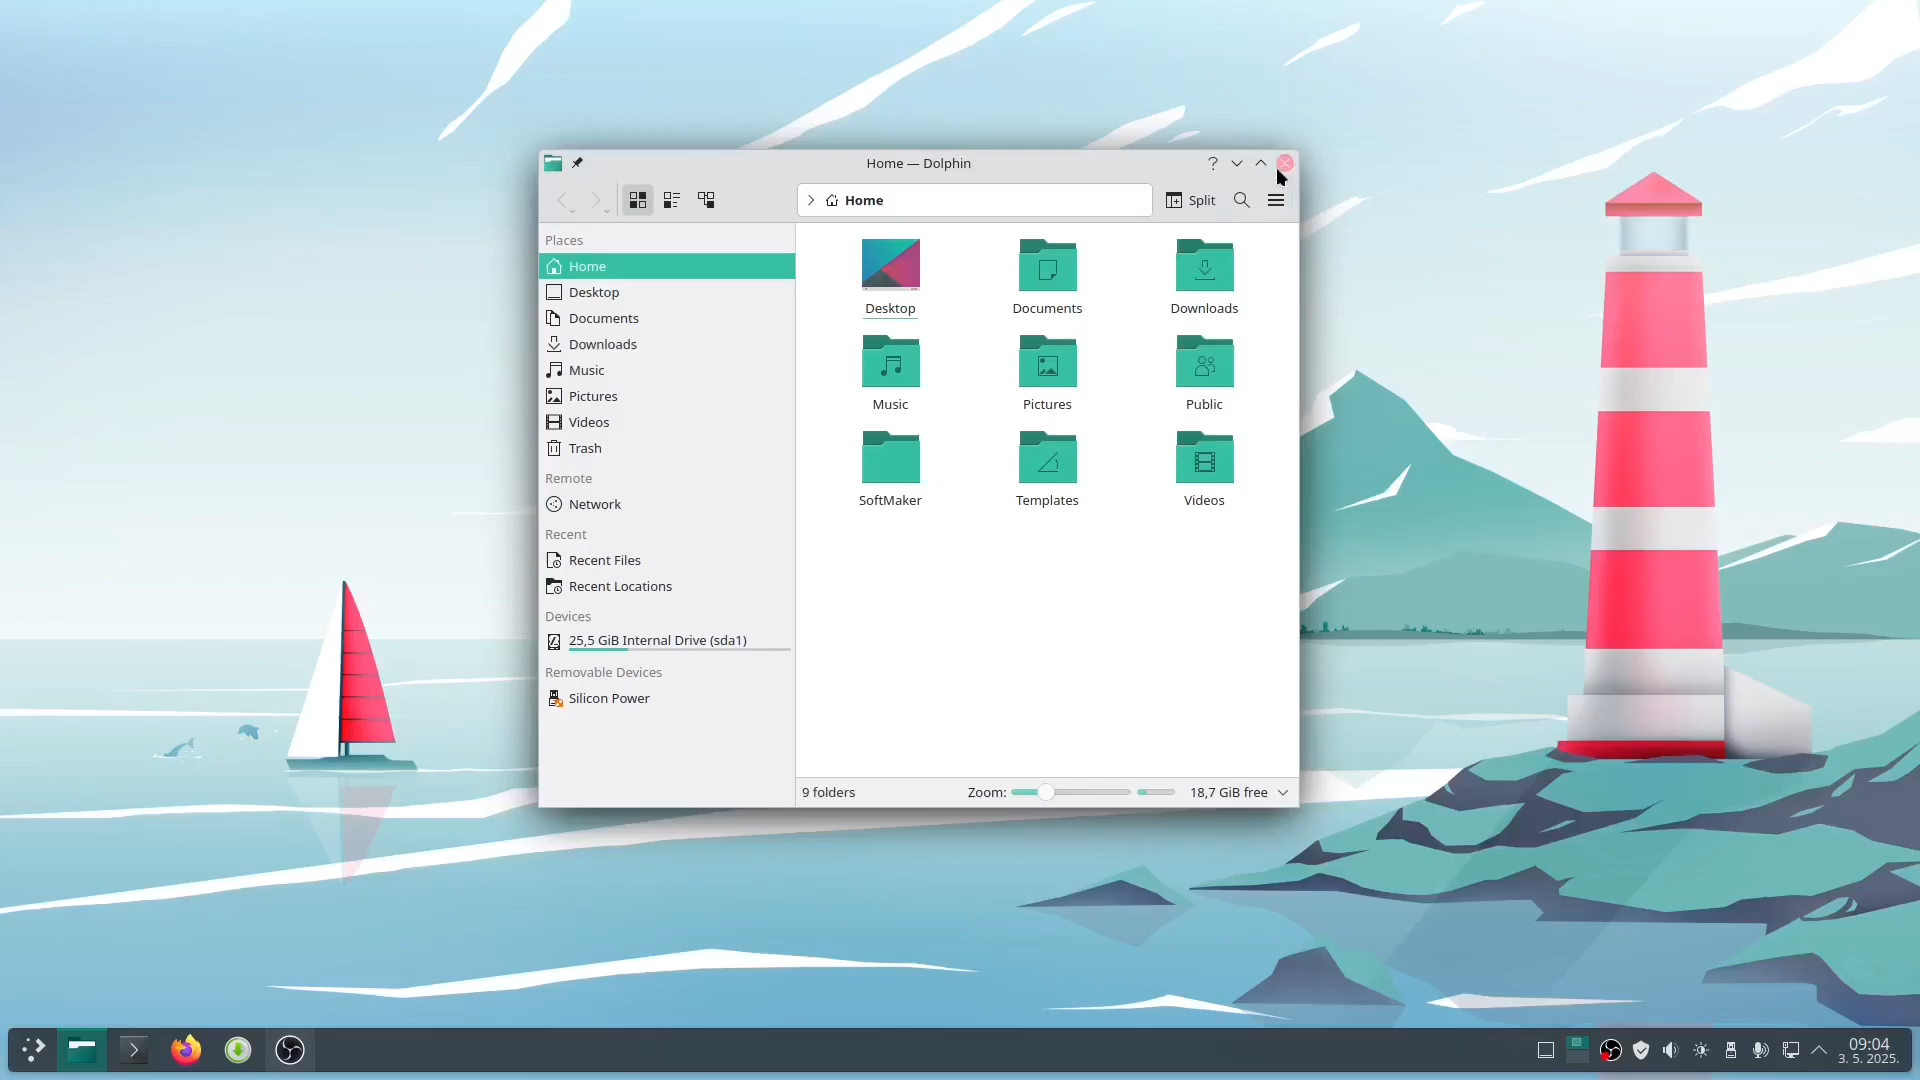 Home — Dolphin
Home
Split
Places
Home
Desktop
Documents
Downloads
Music
Pictures
Videos
Trash
Remote
Network
Recent
Recent Files
Recent Locations
Devices
25,5 GiB Internal Drive (sda1)
Removable Devices
Silicon Power
Desktop
Documents
Downloads
Music
Pictures
Public
SoftMaker
Templates
Videos
9 folders
Zoom:
18,7 GiB free
09:04
3. 5. 2025.